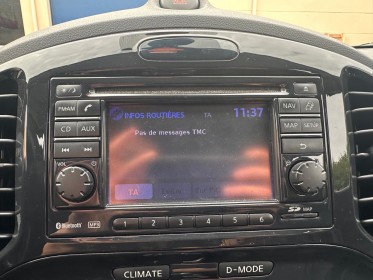 INFOS ROUTIÈRES TA 11:37
FM·AM
NAV
Pas de messages TMC
CD AUX
MAP SETUP
VOL
TA
Bluetooth MP3
1 2 3 4 5 6
SD
CLIMATE D-MODE